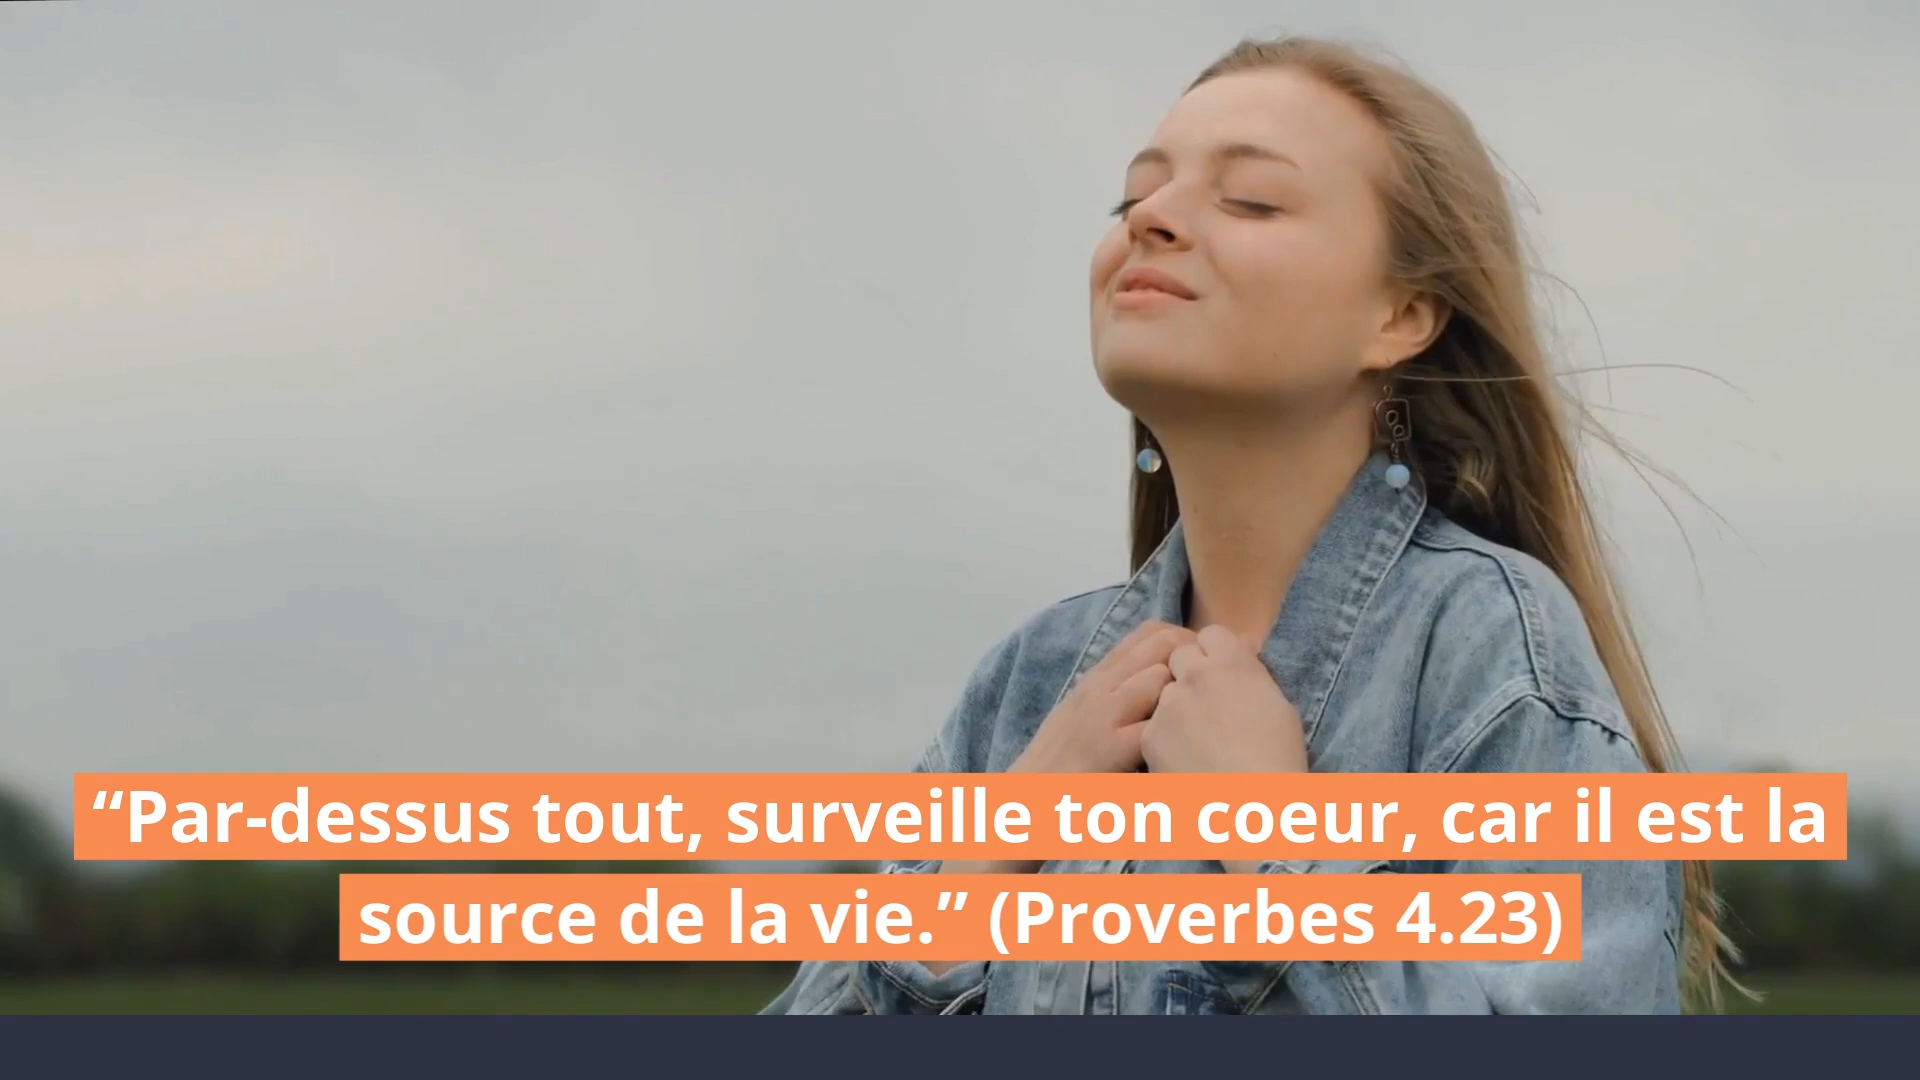 “Par-dessus tout, surveille ton coeur, car il est la
source de la vie.” (Proverbes 4.23)